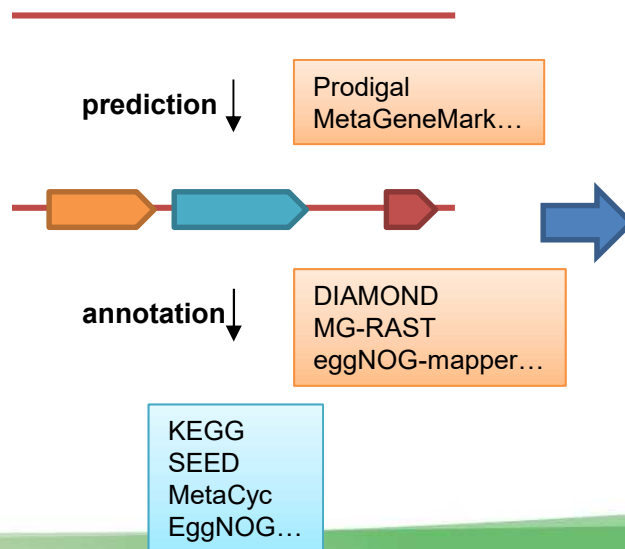 prediction
Prodigal
MetaGeneMark…
annotation
DIAMOND
MG-RAST
eggNOG-mapper…
KEGG
SEED
MetaCyc
EggNOG…